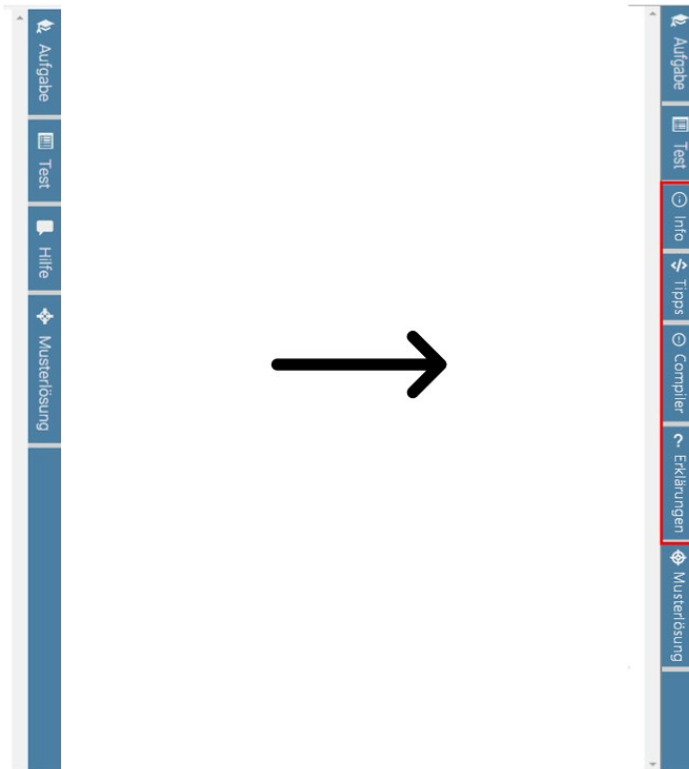 Aufgabe
Test
Hilfe
Musterlösung
Aufgabe
Test
Info
Tipps
Compiler
Erklärungen
Musterlösung